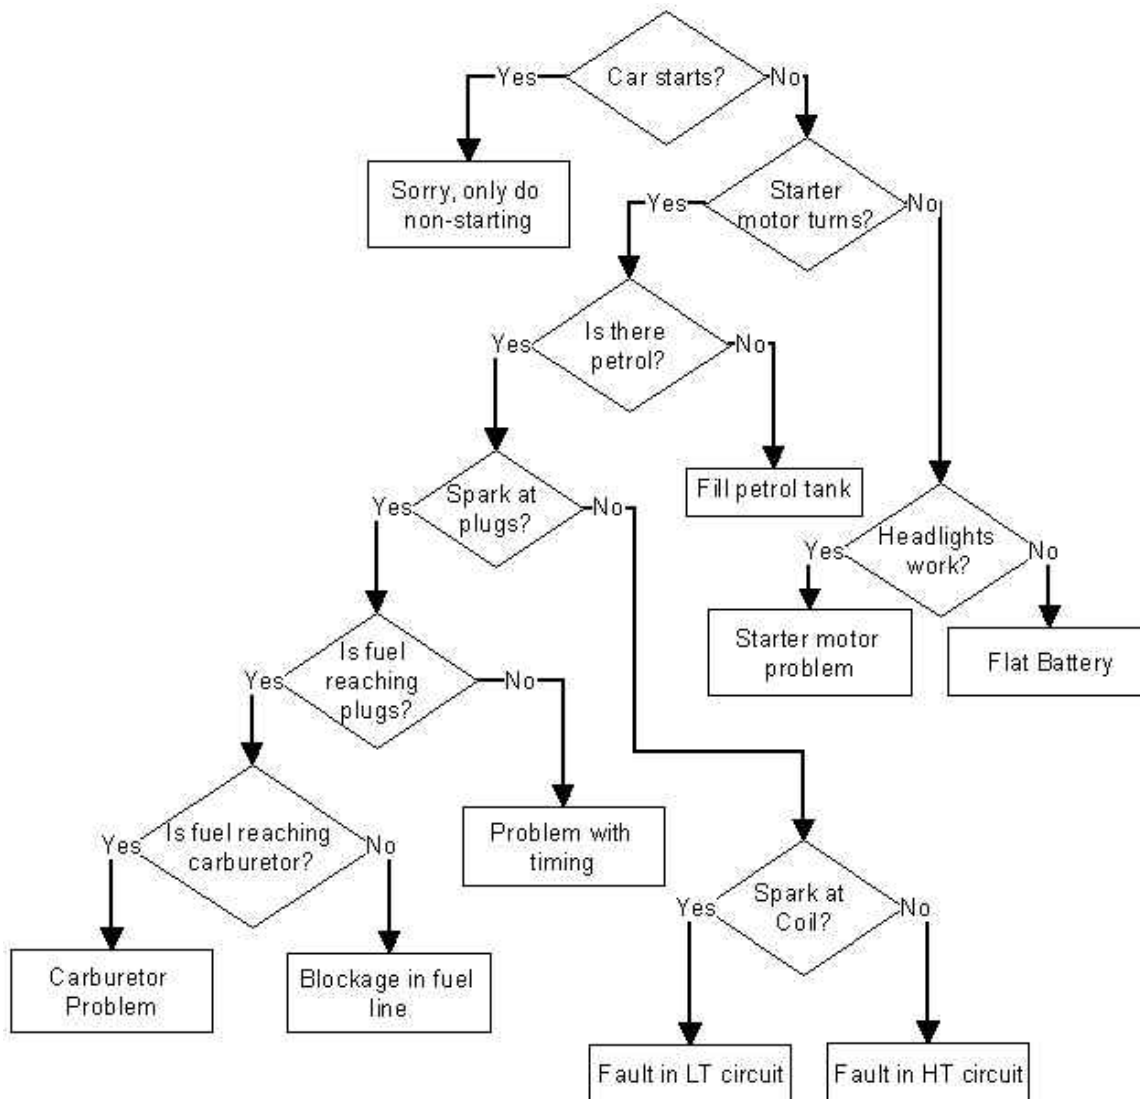 Car starts?
Yes
No
Sorry, only do
non-starting
Starter
motor turns?
Yes
No
Is there
petrol?
Yes
No
Fill petrol tank
Spark at
plugs?
Yes
No
Headlights
work?
Yes
No
Starter motor
problem
Flat Battery
Is fuel
reaching
plugs?
Yes
No
Problem with
timing
Is fuel reaching
carburetor?
Yes
No
Carburetor
Problem
Blockage in fuel
line
Spark at
Coil?
Yes
No
Fault in LT circuit
Fault in HT circuit